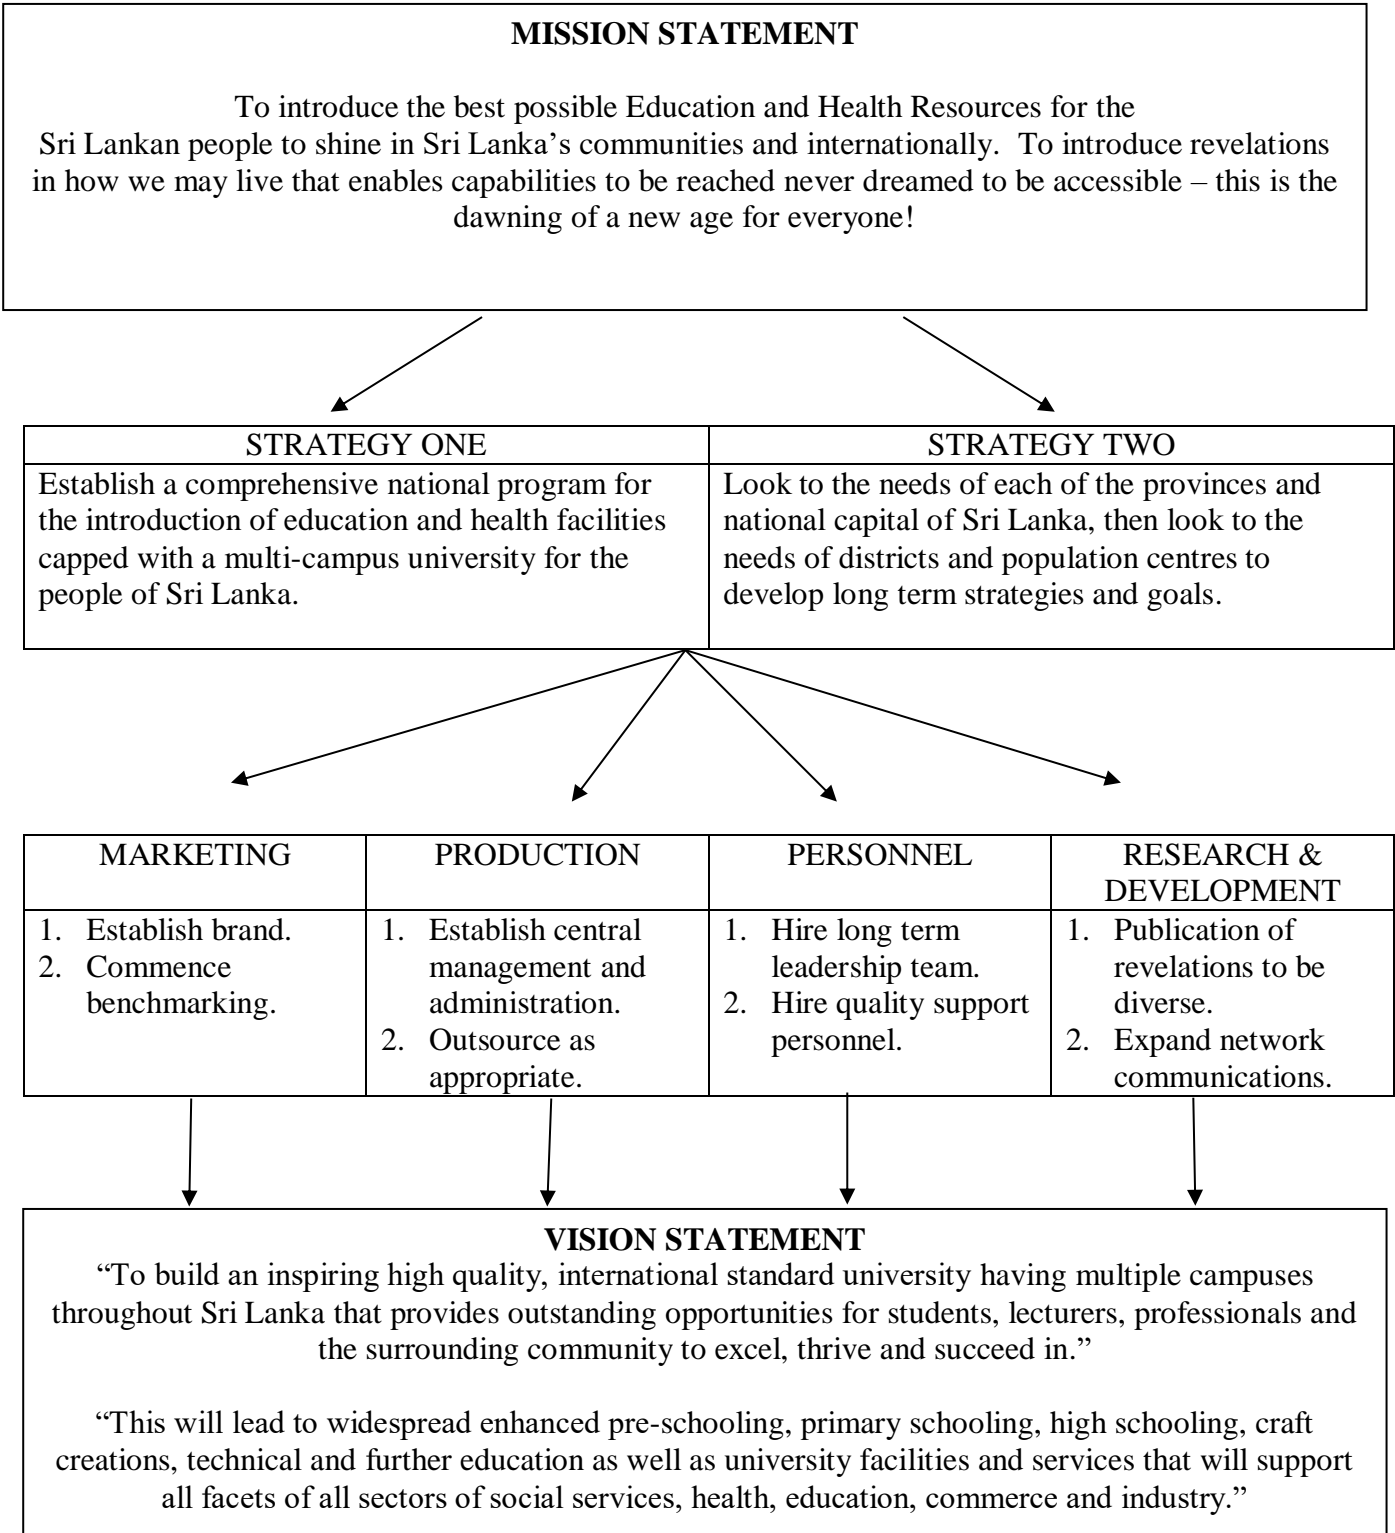 MISSION STATEMENT
To introduce the best possible Education and Health Resources for the
Sri Lankan people to shine in Sri Lanka’s communities and internationally.  To introduce revelations
in how we may live that enables capabilities to be reached never dreamed to be accessible – this is the
dawning of a new age for everyone!
STRATEGY ONE
Establish a comprehensive national program for
the introduction of education and health facilities
capped with a multi-campus university for the
people of Sri Lanka.
STRATEGY TWO
Look to the needs of each of the provinces and
national capital of Sri Lanka, then look to the
needs of districts and population centres to
develop long term strategies and goals.
MARKETING
1. Establish brand.
2. Commence
benchmarking.
PRODUCTION
1. Establish central
management and
administration.
2. Outsource as
appropriate.
PERSONNEL
1. Hire long term
leadership team.
2. Hire quality support
personnel.
RESEARCH &
DEVELOPMENT
1. Publication of
revelations to be
diverse.
2. Expand network
communications.
VISION STATEMENT
“To build an inspiring high quality, international standard university having multiple campuses
throughout Sri Lanka that provides outstanding opportunities for students, lecturers, professionals and
the surrounding community to excel, thrive and succeed in.”
“This will lead to widespread enhanced pre-schooling, primary schooling, high schooling, craft
creations, technical and further education as well as university facilities and services that will support
all facets of all sectors of social services, health, education, commerce and industry.”